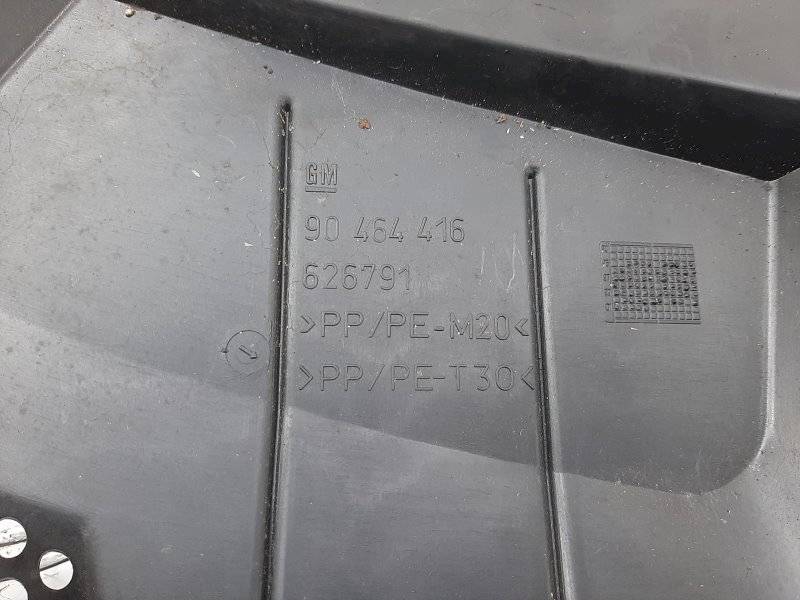 GM
90 464 416
626791
>PP/PE-M20<
>PP/PE-T30<